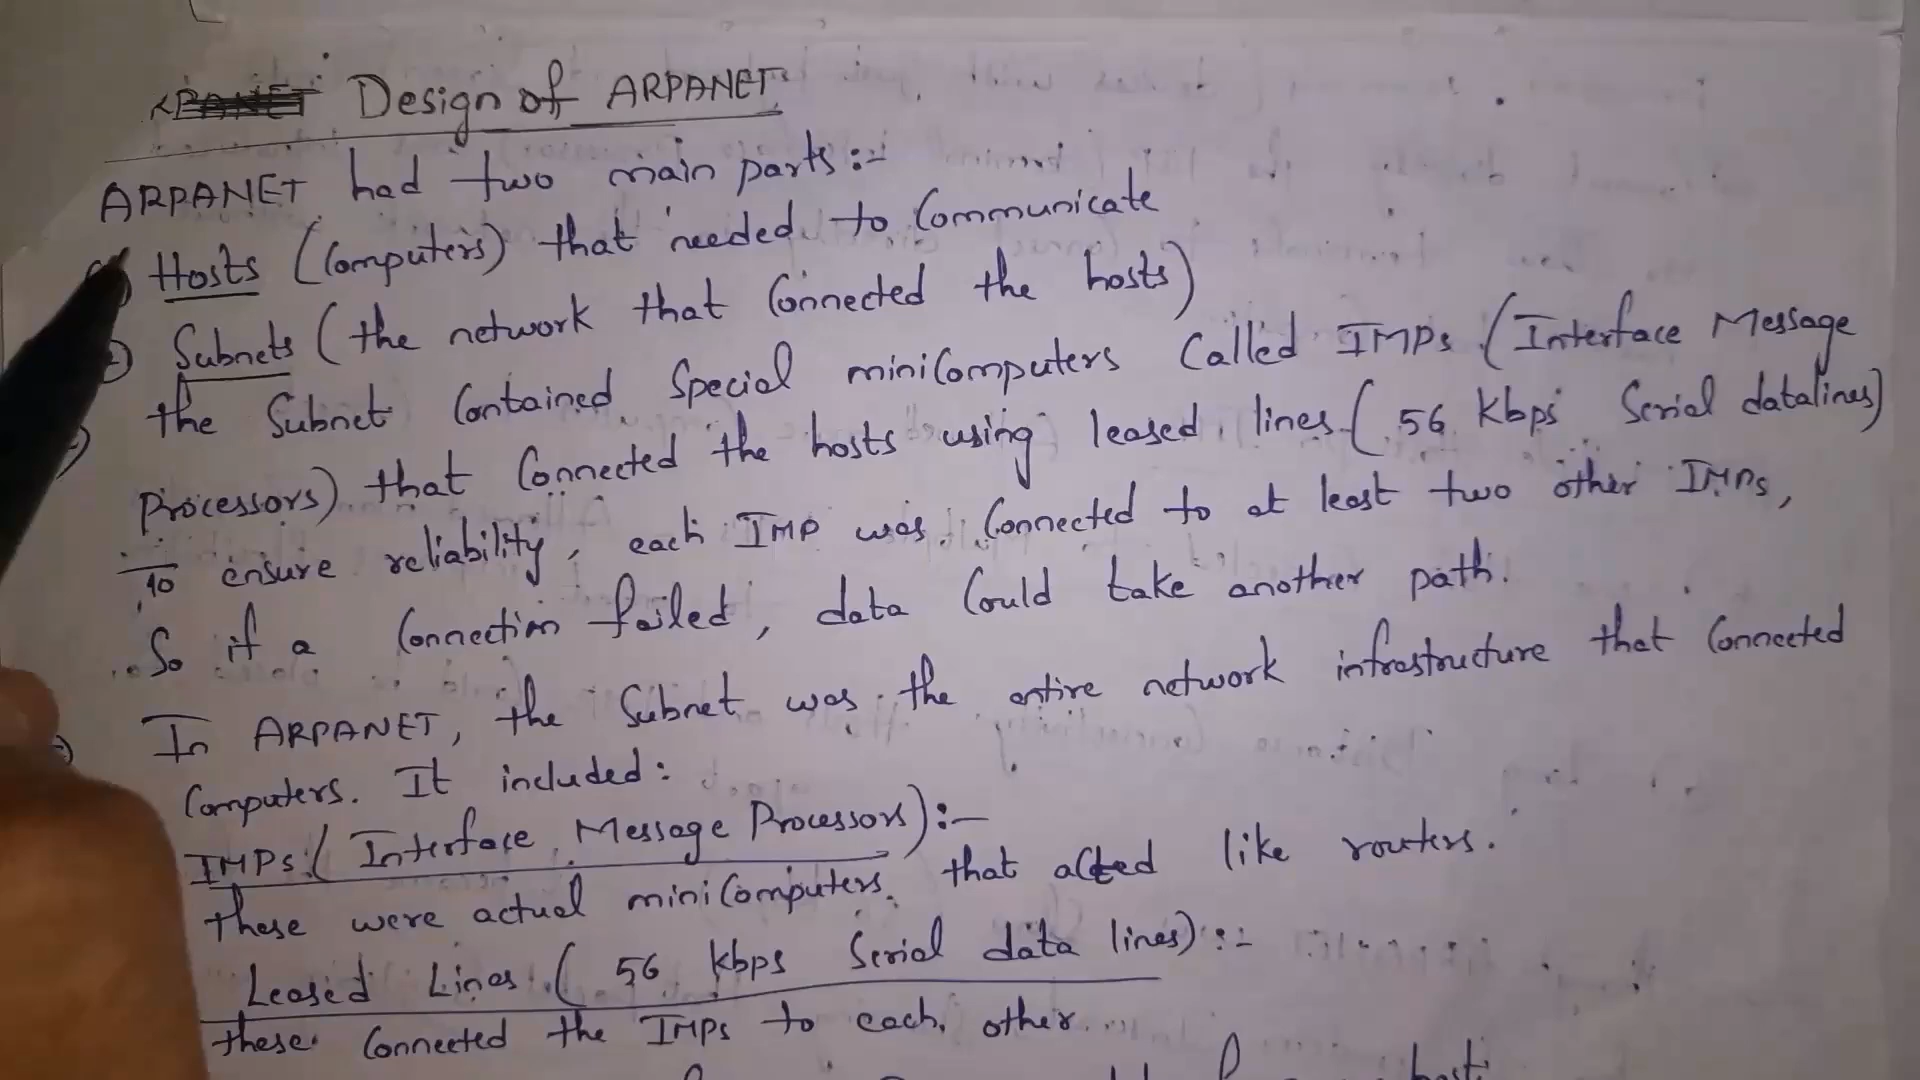 Design of ARPANET
ARPANET had two main parts:-
Hosts (Computers) that needed to Communicate
2) Subnets (the network that Connected the hosts)
the Subnet Contained Special miniComputers Called IMPs (Interface Message
Processors) that Connected the hosts using leased lines (56 Kbps Serial datalines)
To ensure reliability, each IMP was Connected to at least two other IMPs,
So if a Connection failed, data Could take another path.
In ARPANET, the Subnet was the entire network infrastructure that Connected
Computers. It included:
IMPs (Interface Message Processors):-
These were actual miniComputers that acted like routers.
Leased Lines (56 kbps Serial data lines):-
These Connected the IMPs to each other